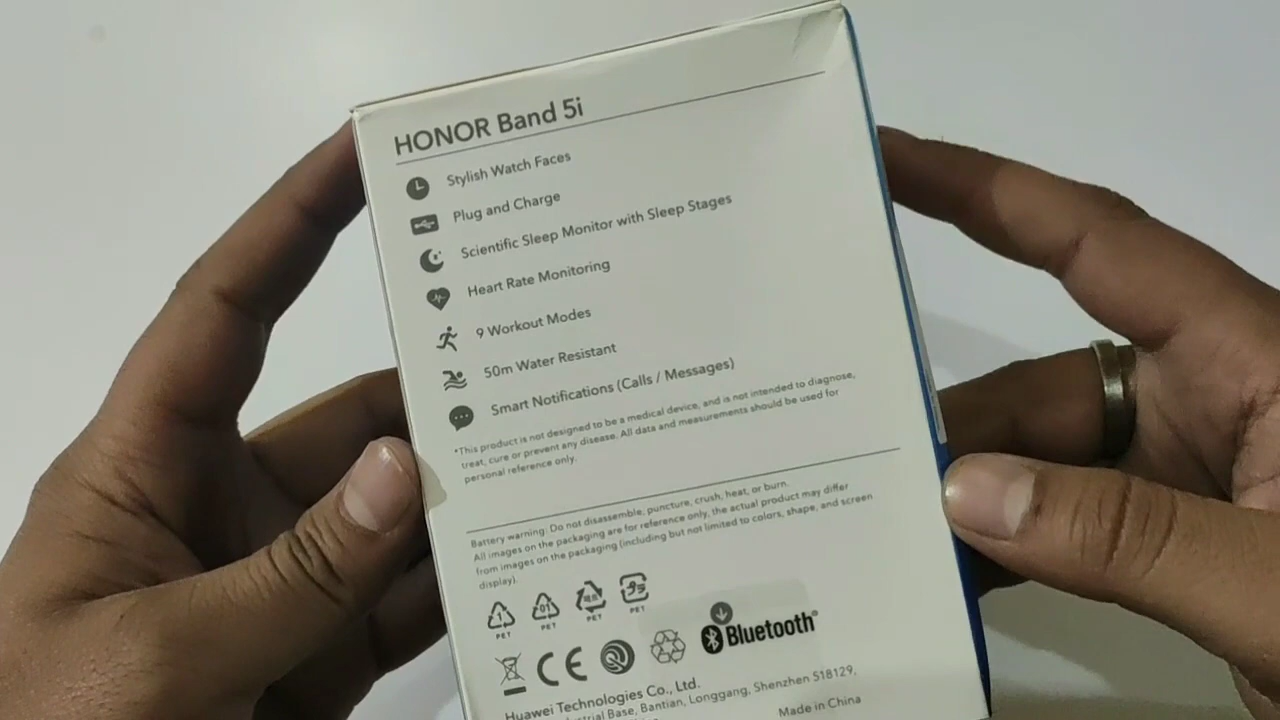 HONOR Band 5i
Stylish Watch Faces
Plug and Charge
Scientific Sleep Monitor with Sleep Stages
Heart Rate Monitoring
9 Workout Modes
50m Water Resistant
Smart Notifications (Calls / Messages)
*This product is not designed to be a medical device, and is not intended to diagnose,
treat, cure or prevent any disease. All data and measurements should be used for
personal reference only.
Battery warning: Do not disassemble, puncture, crush, heat, or burn.
All images on the packaging are for reference only, the actual product may differ
from images on the packaging (including but not limited to colors, shape, and screen
display).
1 01
PET PET PET PET
CE Bluetooth®
Huawei Technologies Co., Ltd.
Base, Bantian, Longgang, Shenzhen 518129,
Made in China